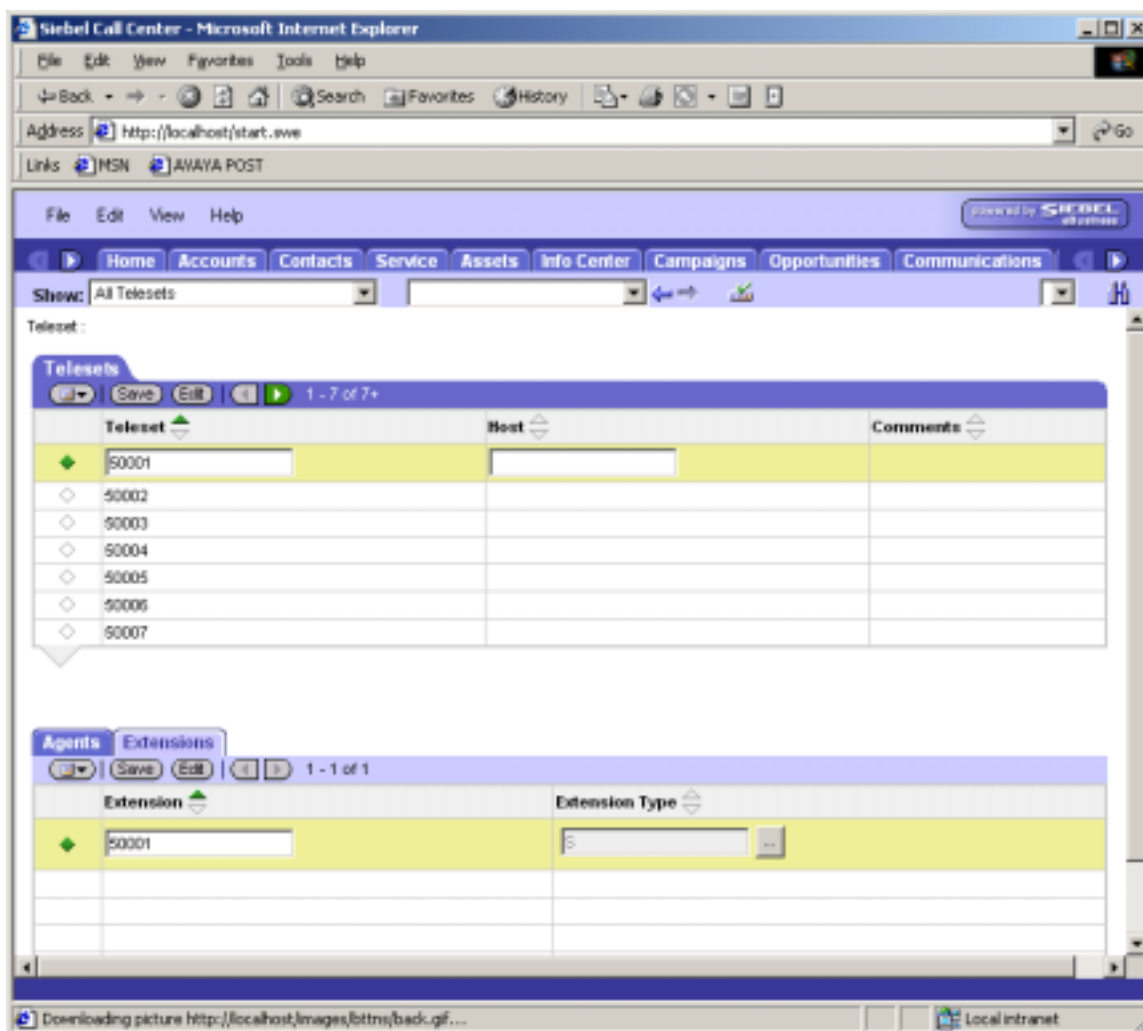 Siebel Call Center - Microsoft Internet Explorer
File Edit View Favorites Tools Help
Back Search Favorites History
Address http://localhost/start.swe Go
Links MSN AVAYA POST
File Edit View Help powered by SIEBEL eBusiness
Home Accounts Contacts Service Assets Info Center Campaigns Opportunities Communications
Show: All Telesets
Teleset :
Telesets
Save Edit 1 - 7 of 7+
Teleset Host Comments
50001
50002
50003
50004
50005
50006
50007
Agents Extensions
Save Edit 1 - 1 of 1
Extension Extension Type
50001 S ...
Downloading picture http://localhost/images/bttns/back.gif... Local intranet